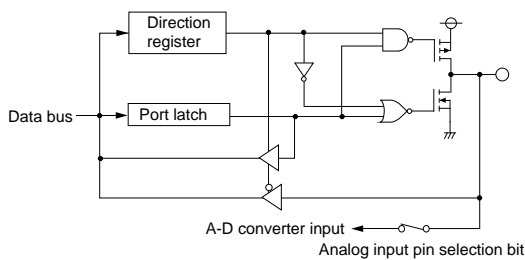 Direction
register
Data bus
Port latch
A-D converter input
Analog input pin selection bit